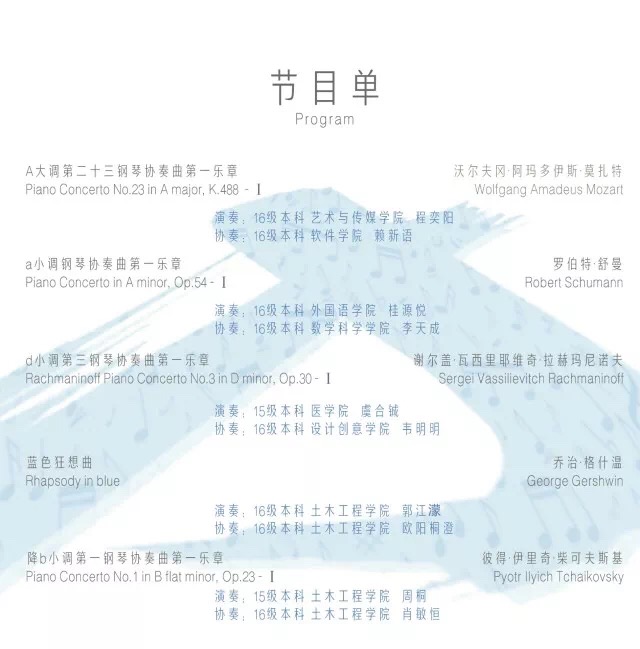 节目单
Program
A大调第二十三钢琴协奏曲第一乐章
沃尔夫冈·阿玛多伊斯·莫扎特
Piano Concerto No.23 in A major, K.488 - I
Wolfgang Amadeus Mozart
演奏：16级本科 艺术与传媒学院 程奕阳
协奏：16级本科 软件学院 赖新语
a小调钢琴协奏曲第一乐章
罗伯特·舒曼
Piano Concerto in A minor, Op.54 - I
Robert Schumann
演奏：16级本科 外国语学院 桂源悦
协奏：16级本科 数学科学学院 李天成
d小调第三钢琴协奏曲第一乐章
谢尔盖·瓦西里耶维奇·拉赫玛尼诺夫
Rachmaninoff Piano Concerto No.3 in D minor, Op.30 - I
Sergei Vassilievitch Rachmaninoff
演奏：15级本科 医学院 虞合铖
协奏：16级本科 设计创意学院 韦明明
蓝色狂想曲
乔治·格什温
Rhapsody in blue
George Gershwin
演奏：16级本科 土木工程学院 郭江濛
协奏：16级本科 土木工程学院 欧阳桐澄
降b小调第一钢琴协奏曲第一乐章
彼得·伊里奇·柴可夫斯基
Piano Concerto No.1 in B flat minor, Op.23 - I
Pyotr Ilyich Tchaikovsky
演奏：15级本科 土木工程学院 周桐
协奏：16级本科 土木工程学院 肖敏恒